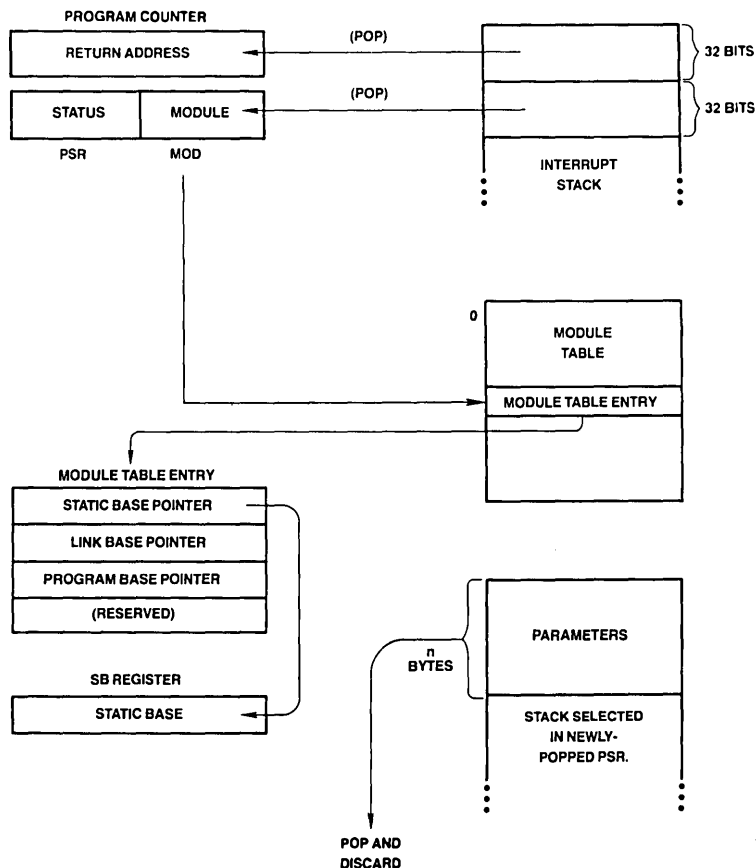 PROGRAM COUNTER
RETURN ADDRESS
(POP)
32 BITS
STATUS
MODULE
(POP)
32 BITS
PSR
MOD
INTERRUPT
STACK
0
MODULE
TABLE
MODULE TABLE ENTRY
MODULE TABLE ENTRY
STATIC BASE POINTER
LINK BASE POINTER
PROGRAM BASE POINTER
(RESERVED)
n
BYTES
PARAMETERS
SB REGISTER
STATIC BASE
STACK SELECTED
IN NEWLY-
POPPED PSR.
POP AND
DISCARD